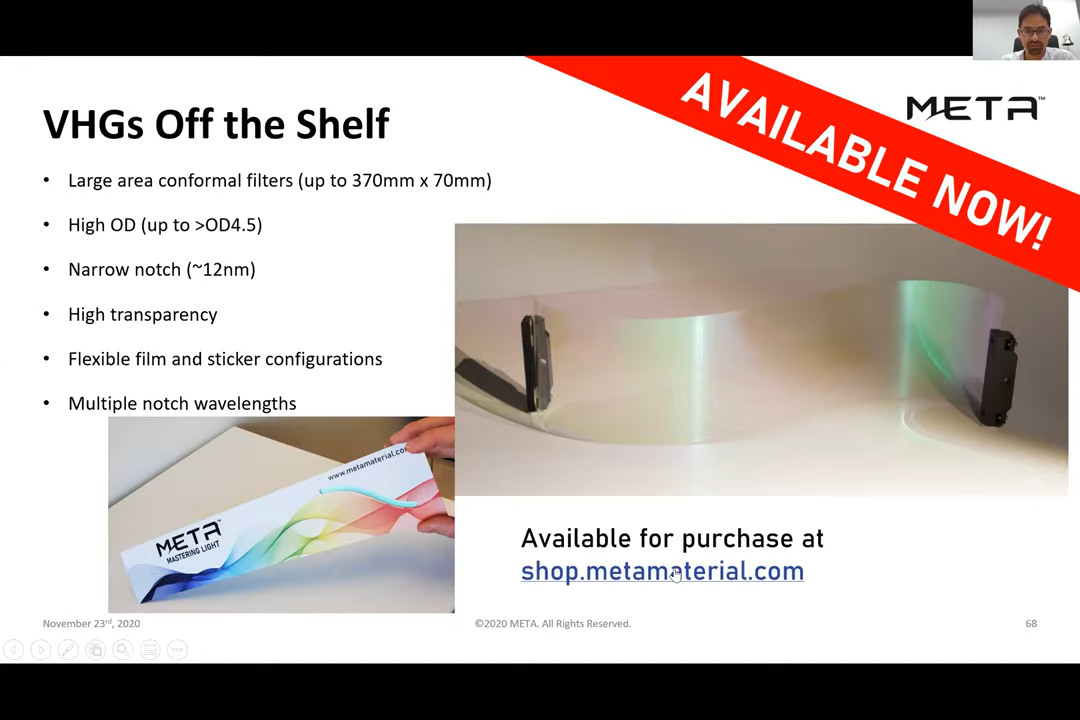 AVAILABLE NOW!
META™
VHGs Off the Shelf
• Large area conformal filters (up to 370mm x 70mm)
• High OD (up to >OD4.5)
• Narrow notch (~12nm)
• High transparency
• Flexible film and sticker configurations
• Multiple notch wavelengths
www.metamaterial.com
META™
MASTERING LIGHT
Available for purchase at
shop.metamaterial.com
November 23rd, 2020
©2020 META. All Rights Reserved.
68